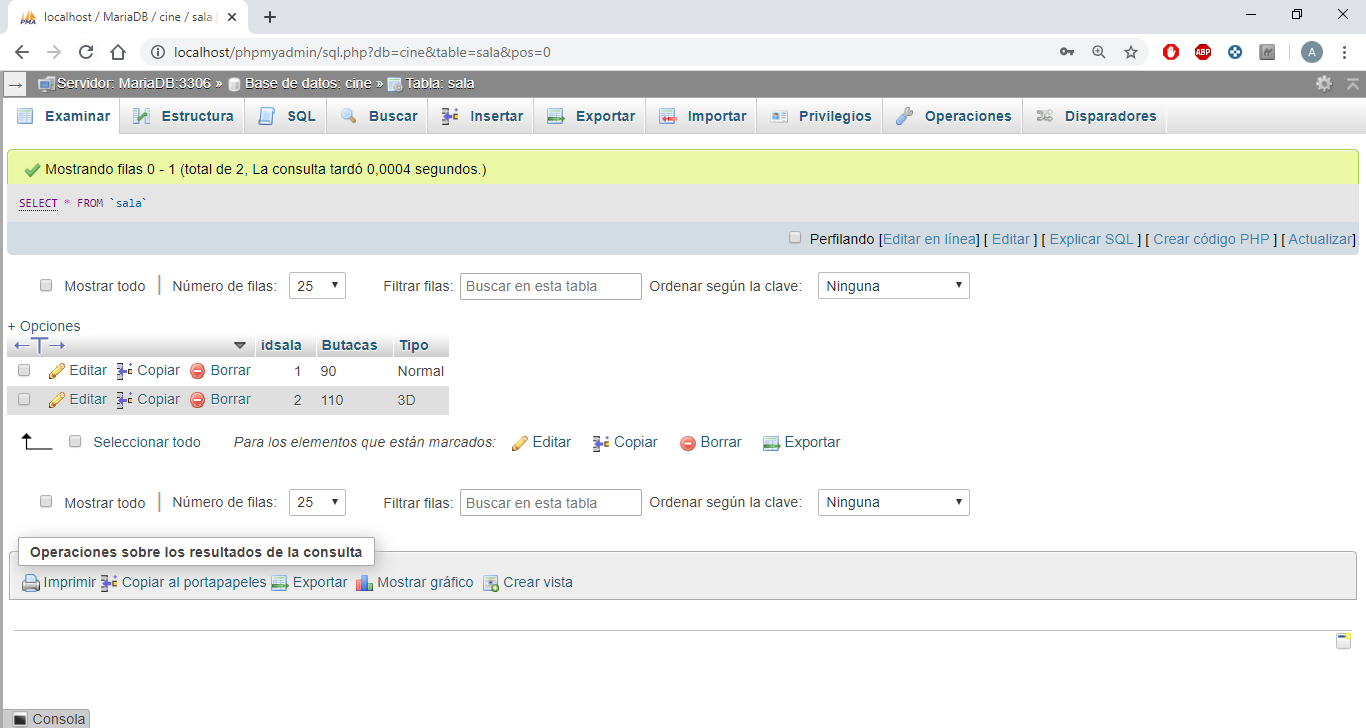 localhost / MariaDB / cine / sala
localhost/phpmyadmin/sql.php?db=cine&table=sala&pos=0
ABP
A
Servidor: MariaDB:3306 » Base de datos: cine » Tabla: sala
Examinar Estructura SQL Buscar Insertar Exportar Importar Privilegios Operaciones Disparadores
Mostrando filas 0 - 1 (total de 2, La consulta tardó 0,0004 segundos.)
SELECT * FROM `sala`
Perfilando [Editar en línea] [ Editar ] [ Explicar SQL ] [ Crear código PHP ] [ Actualizar]
Mostrar todo Número de filas: 25 Filtrar filas: Buscar en esta tabla Ordenar según la clave: Ninguna
+ Opciones
←T→ idsala Butacas Tipo
Editar Copiar Borrar 1 90 Normal
Editar Copiar Borrar 2 110 3D
Seleccionar todo Para los elementos que están marcados: Editar Copiar Borrar Exportar
Mostrar todo Número de filas: 25 Filtrar filas: Buscar en esta tabla Ordenar según la clave: Ninguna
Operaciones sobre los resultados de la consulta
Imprimir Copiar al portapapeles Exportar Mostrar gráfico Crear vista
Consola